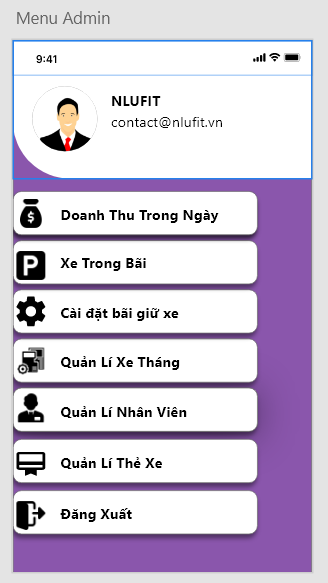 Menu Admin
9:41
NLUFIT
contact@nlufit.vn
Doanh Thu Trong Ngày
Xe Trong Bãi
Cài đặt bãi giữ xe
Quản Lí Xe Tháng
Quản Lí Nhân Viên
Quản Lí Thẻ Xe
Đăng Xuất